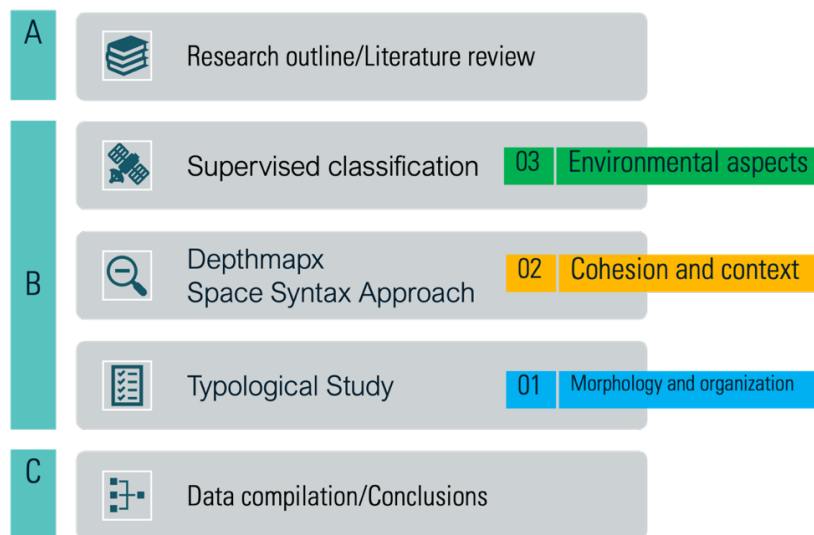 A
Research outline/Literature review
B
Supervised classification
03 Environmental aspects
Depthmapx
Space Syntax Approach
02 Cohesion and context
Typological Study
01 Morphology and organization
C
Data compilation/Conclusions